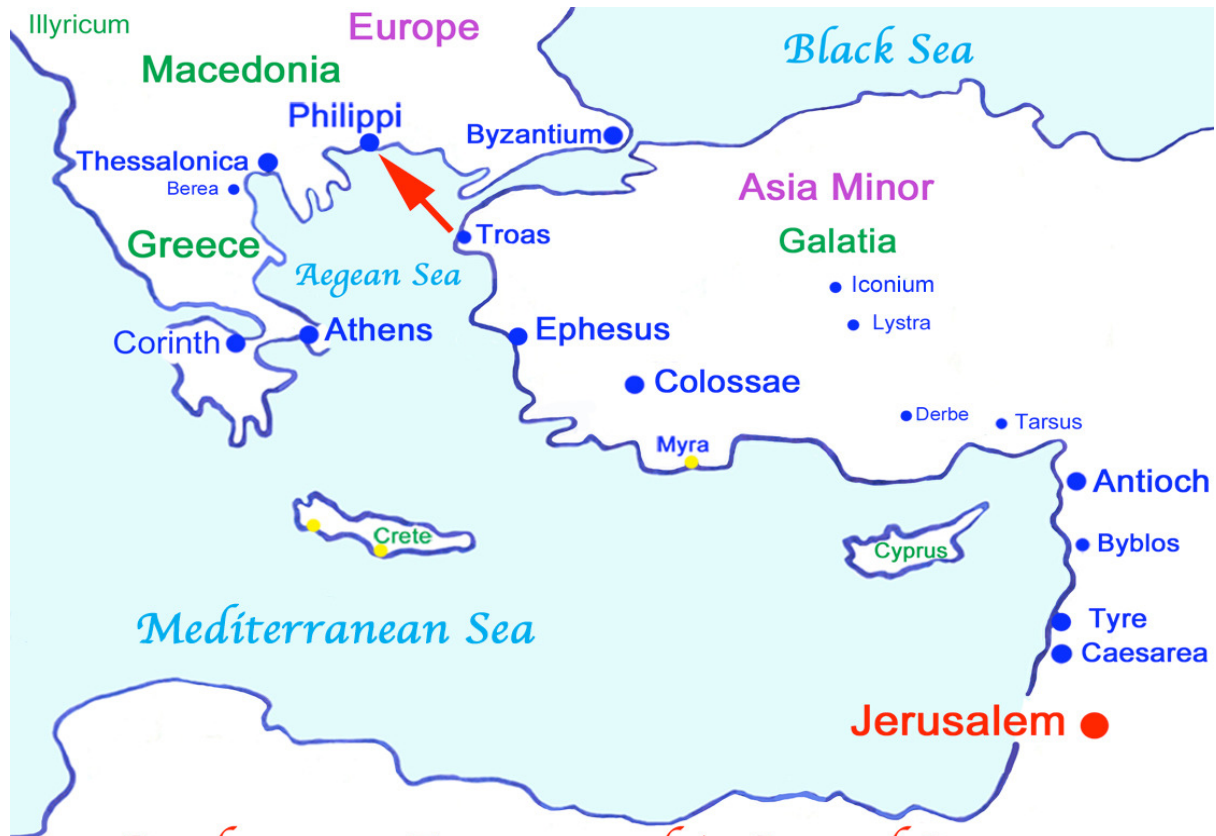 Illyricum
Europe
Black Sea
Macedonia
Philippi
Byzantium
Thessalonica
Berea
Asia Minor
Greece
Troas
Galatia
Aegean Sea
Iconium
Lystra
Corinth
Athens
Ephesus
Colossae
Derbe
Tarsus
Myra
Antioch
Crete
Cyprus
Byblos
Mediterranean Sea
Tyre
Caesarea
Jerusalem